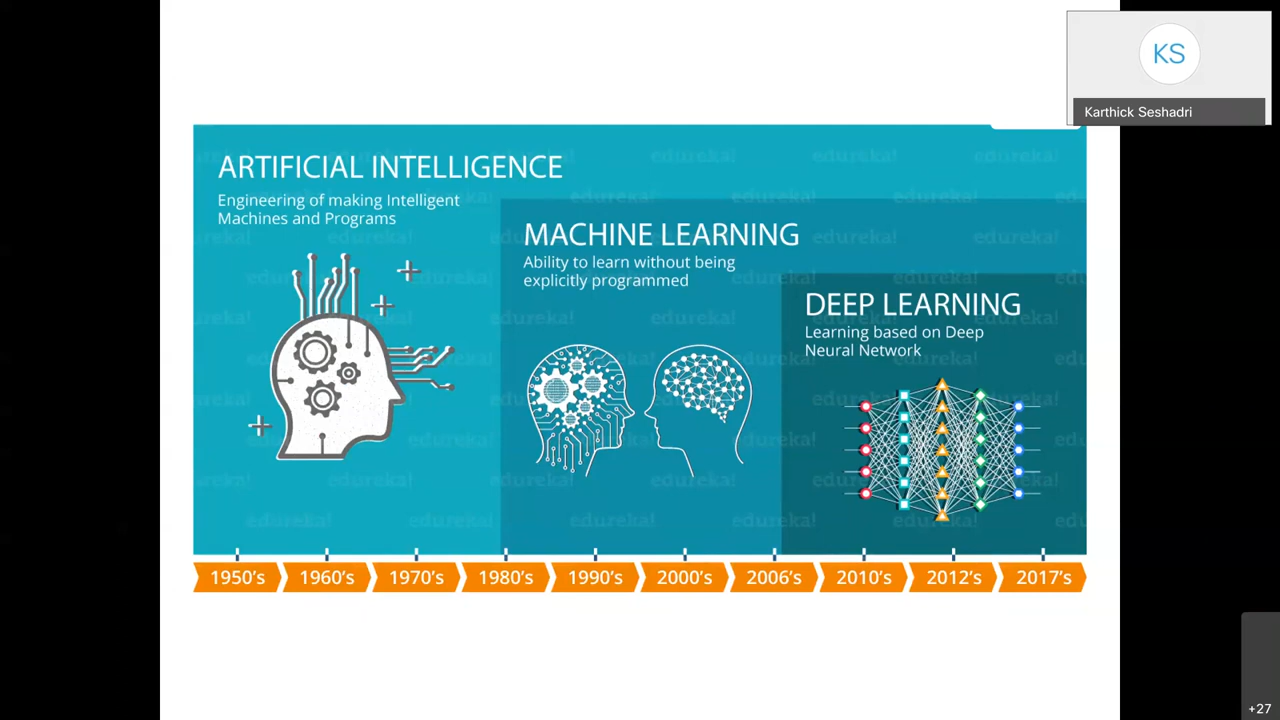 KS
Karthick Seshadri
ARTIFICIAL INTELLIGENCE
Engineering of making Intelligent
Machines and Programs
MACHINE LEARNING
Ability to learn without being
explicitly programmed
DEEP LEARNING
Learning based on Deep
Neural Network
edureka!
1950's
1960's
1970's
1980's
1990's
2000's
2006's
2010's
2012's
2017's
+27